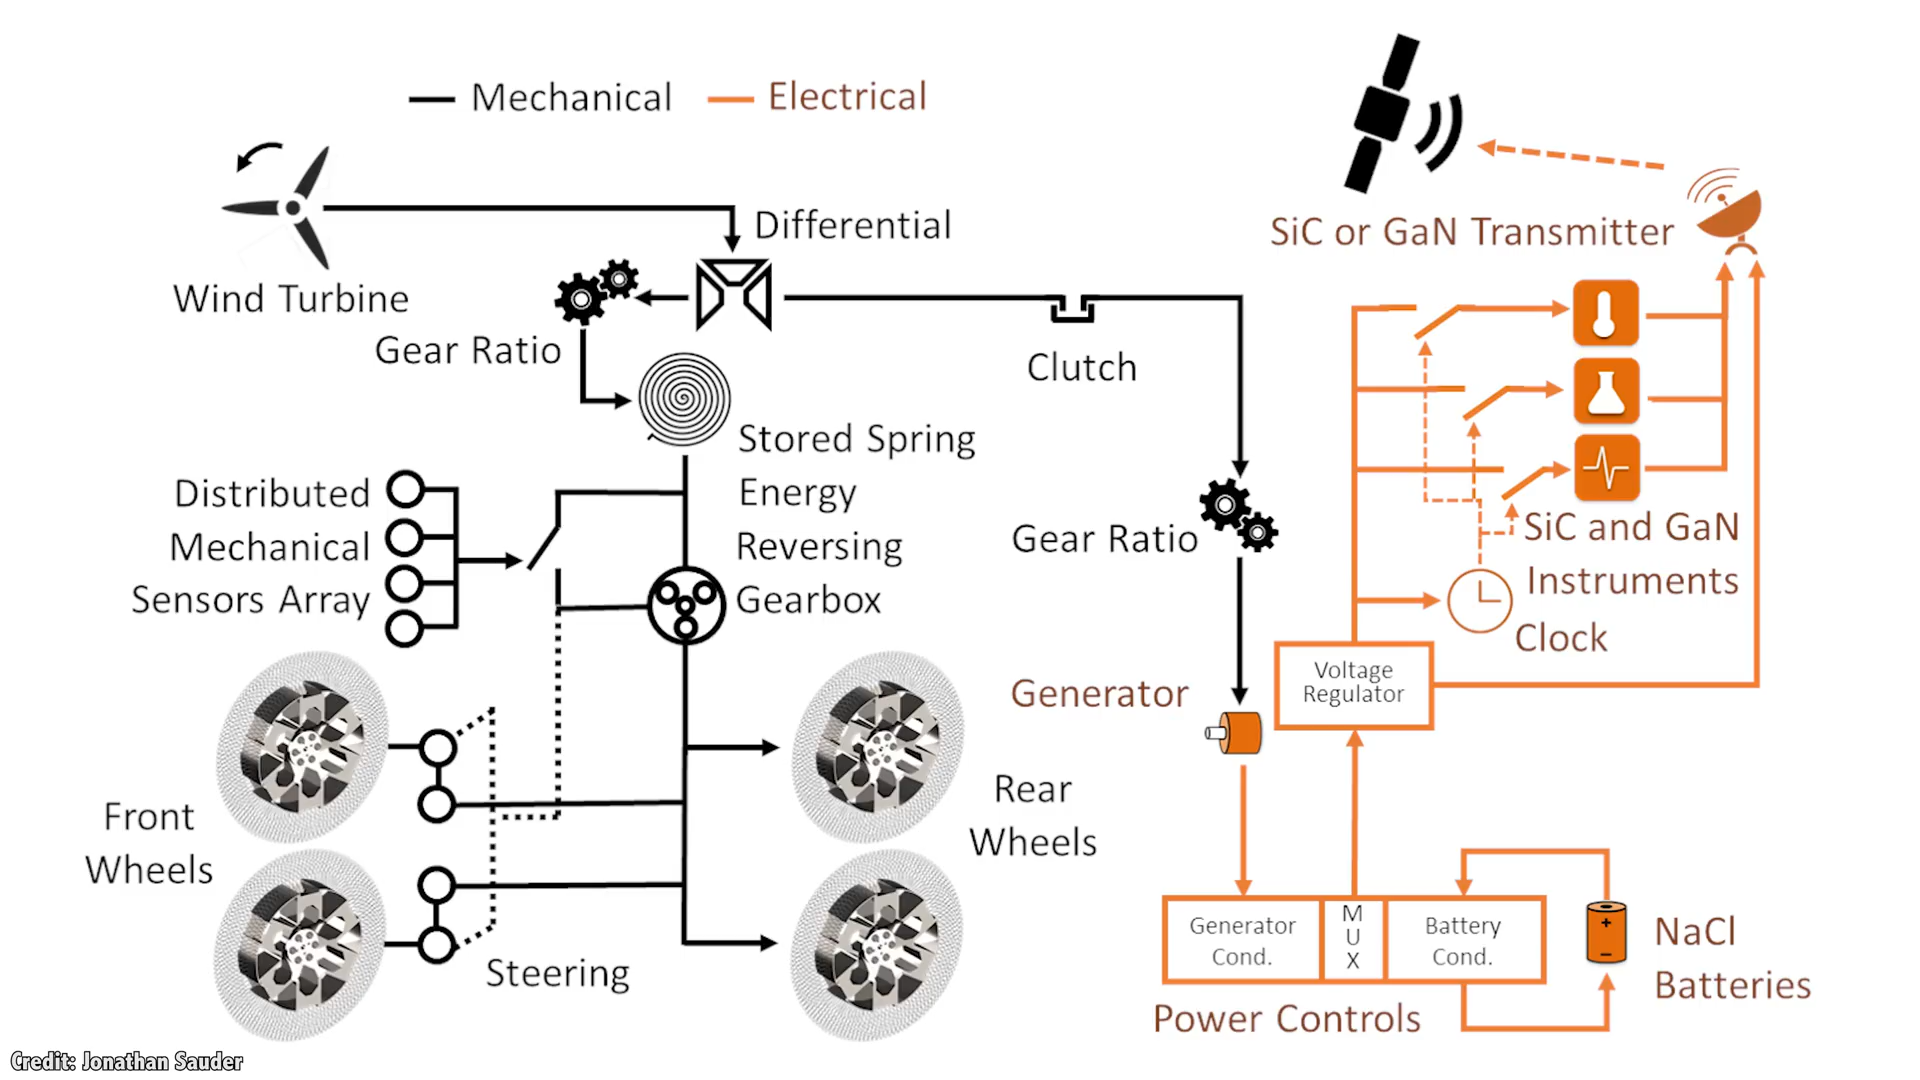 Mechanical
Electrical
Wind Turbine
Differential
Gear Ratio
Clutch
SiC or GaN Transmitter
Stored Spring
Energy
Reversing
Gearbox
Distributed
Mechanical
Sensors Array
Gear Ratio
SiC and GaN
Instruments
Clock
Generator
Voltage
Regulator
Front
Wheels
Rear
Wheels
Steering
Generator
Cond.
M
U
X
Battery
Cond.
+
−
NaCl
Batteries
Power Controls
Credit: Jonathan Sauder